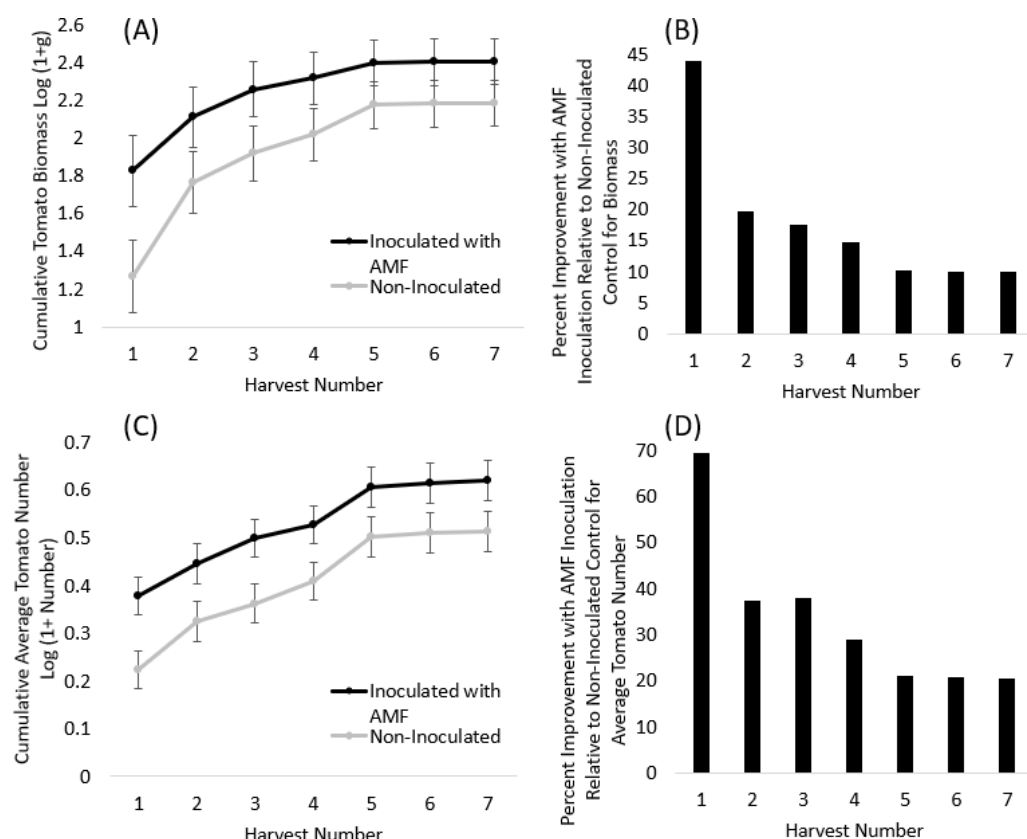 (A)
Cumulative Tomato Biomass Log (1+g)
2.6
2.4
2.2
2
1.8
1.6
1.4
1.2
1
Inoculated with
AMF
Non-Inoculated
1 2 3 4 5 6 7
Harvest Number
(B)
Percent Improvement with AMF
Inoculation Relative to Non-Inoculated
Control for Biomass
45
40
35
30
25
20
15
10
5
0
1 2 3 4 5 6 7
Harvest Number
(C)
Cumulative Average Tomato Number
Log (1+ Number)
0.7
0.6
0.5
0.4
0.3
0.2
0.1
0
Inoculated with
AMF
Non-Inoculated
1 2 3 4 5 6 7
Harvest Number
(D)
Percent Improvement with AMF Inoculation
Relative to Non-Inoculated Control for
Average Tomato Number
70
60
50
40
30
20
10
0
1 2 3 4 5 6 7
Harvest Number